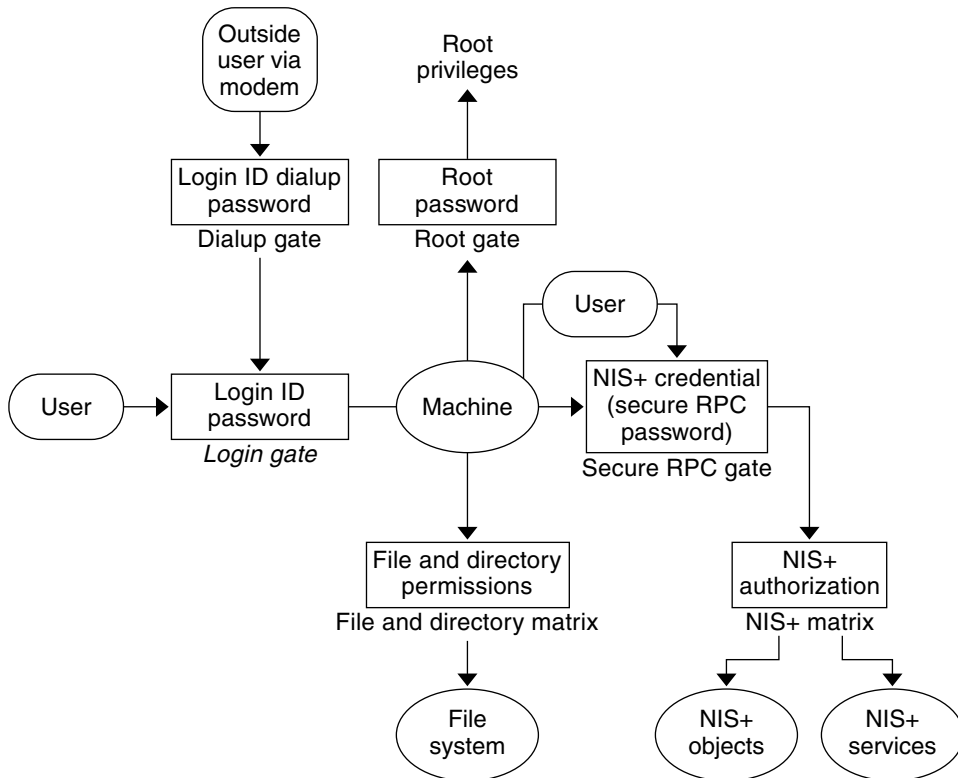 Outside
user via
modem
Root
privileges
Login ID dialup
password
Dialup gate
Root
password
Root gate
User
User
Login ID
password
Login gate
Machine
NIS+ credential
(secure RPC
password)
Secure RPC gate
File and directory
permissions
File and directory matrix
NIS+
authorization
NIS+ matrix
File
system
NIS+
objects
NIS+
services